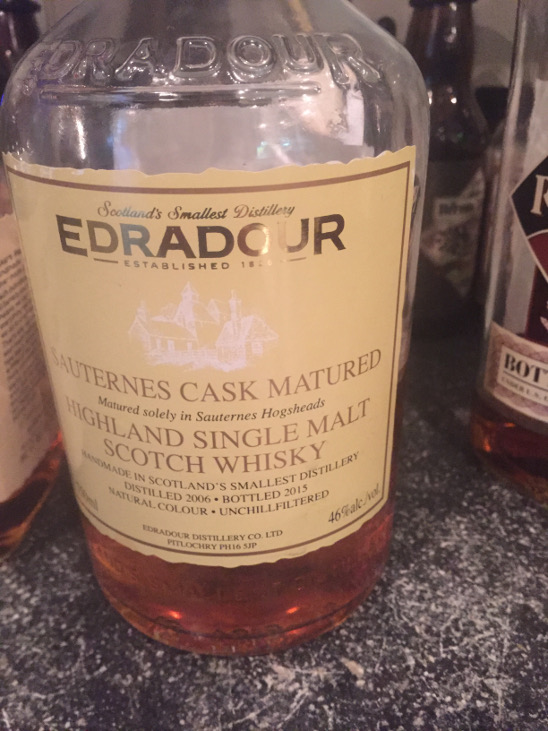 EDRADOUR
Scotland's Smallest Distillery
EDRADOUR
ESTABLISHED
SAUTERNES CASK MATURED
Matured solely in Sauternes Hogsheads
HIGHLAND SINGLE MALT
SCOTCH WHISKY
HANDMADE IN SCOTLAND'S SMALLEST DISTILLERY
DISTILLED 2006 • BOTTLED 2015
NATURAL COLOUR • UNCHILLFILTERED
46%alc/vol.
EDRADOUR DISTILLERY CO. LTD
PITLOCHRY PH16 5JP
BOT